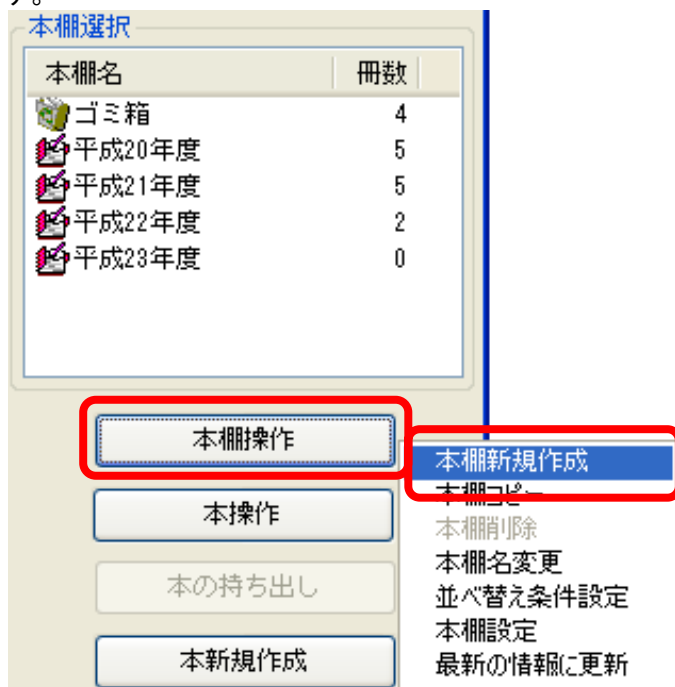 す。
本棚選択
本棚名 冊数
ゴミ箱 4
平成20年度 5
平成21年度 5
平成22年度 2
平成23年度 0
本棚操作
本操作
本の持ち出し
本新規作成
本棚新規作成
本棚コピー
本棚削除
本棚名変更
並べ替え条件設定
本棚設定
最新の情報に更新